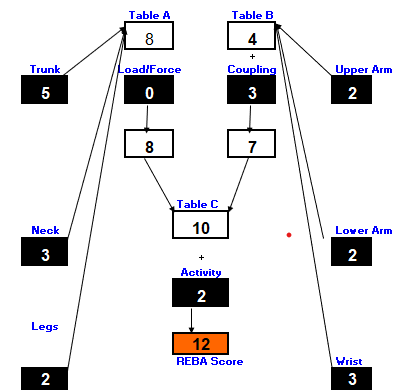 Table A
Table B
8
4
+
Trunk
Load/Force
Coupling
Upper Arm
5
0
3
2
8
7
Table C
10
Neck
Lower Arm
3
2
+
Activity
2
Legs
12
REBA Score
Wrist
2
3